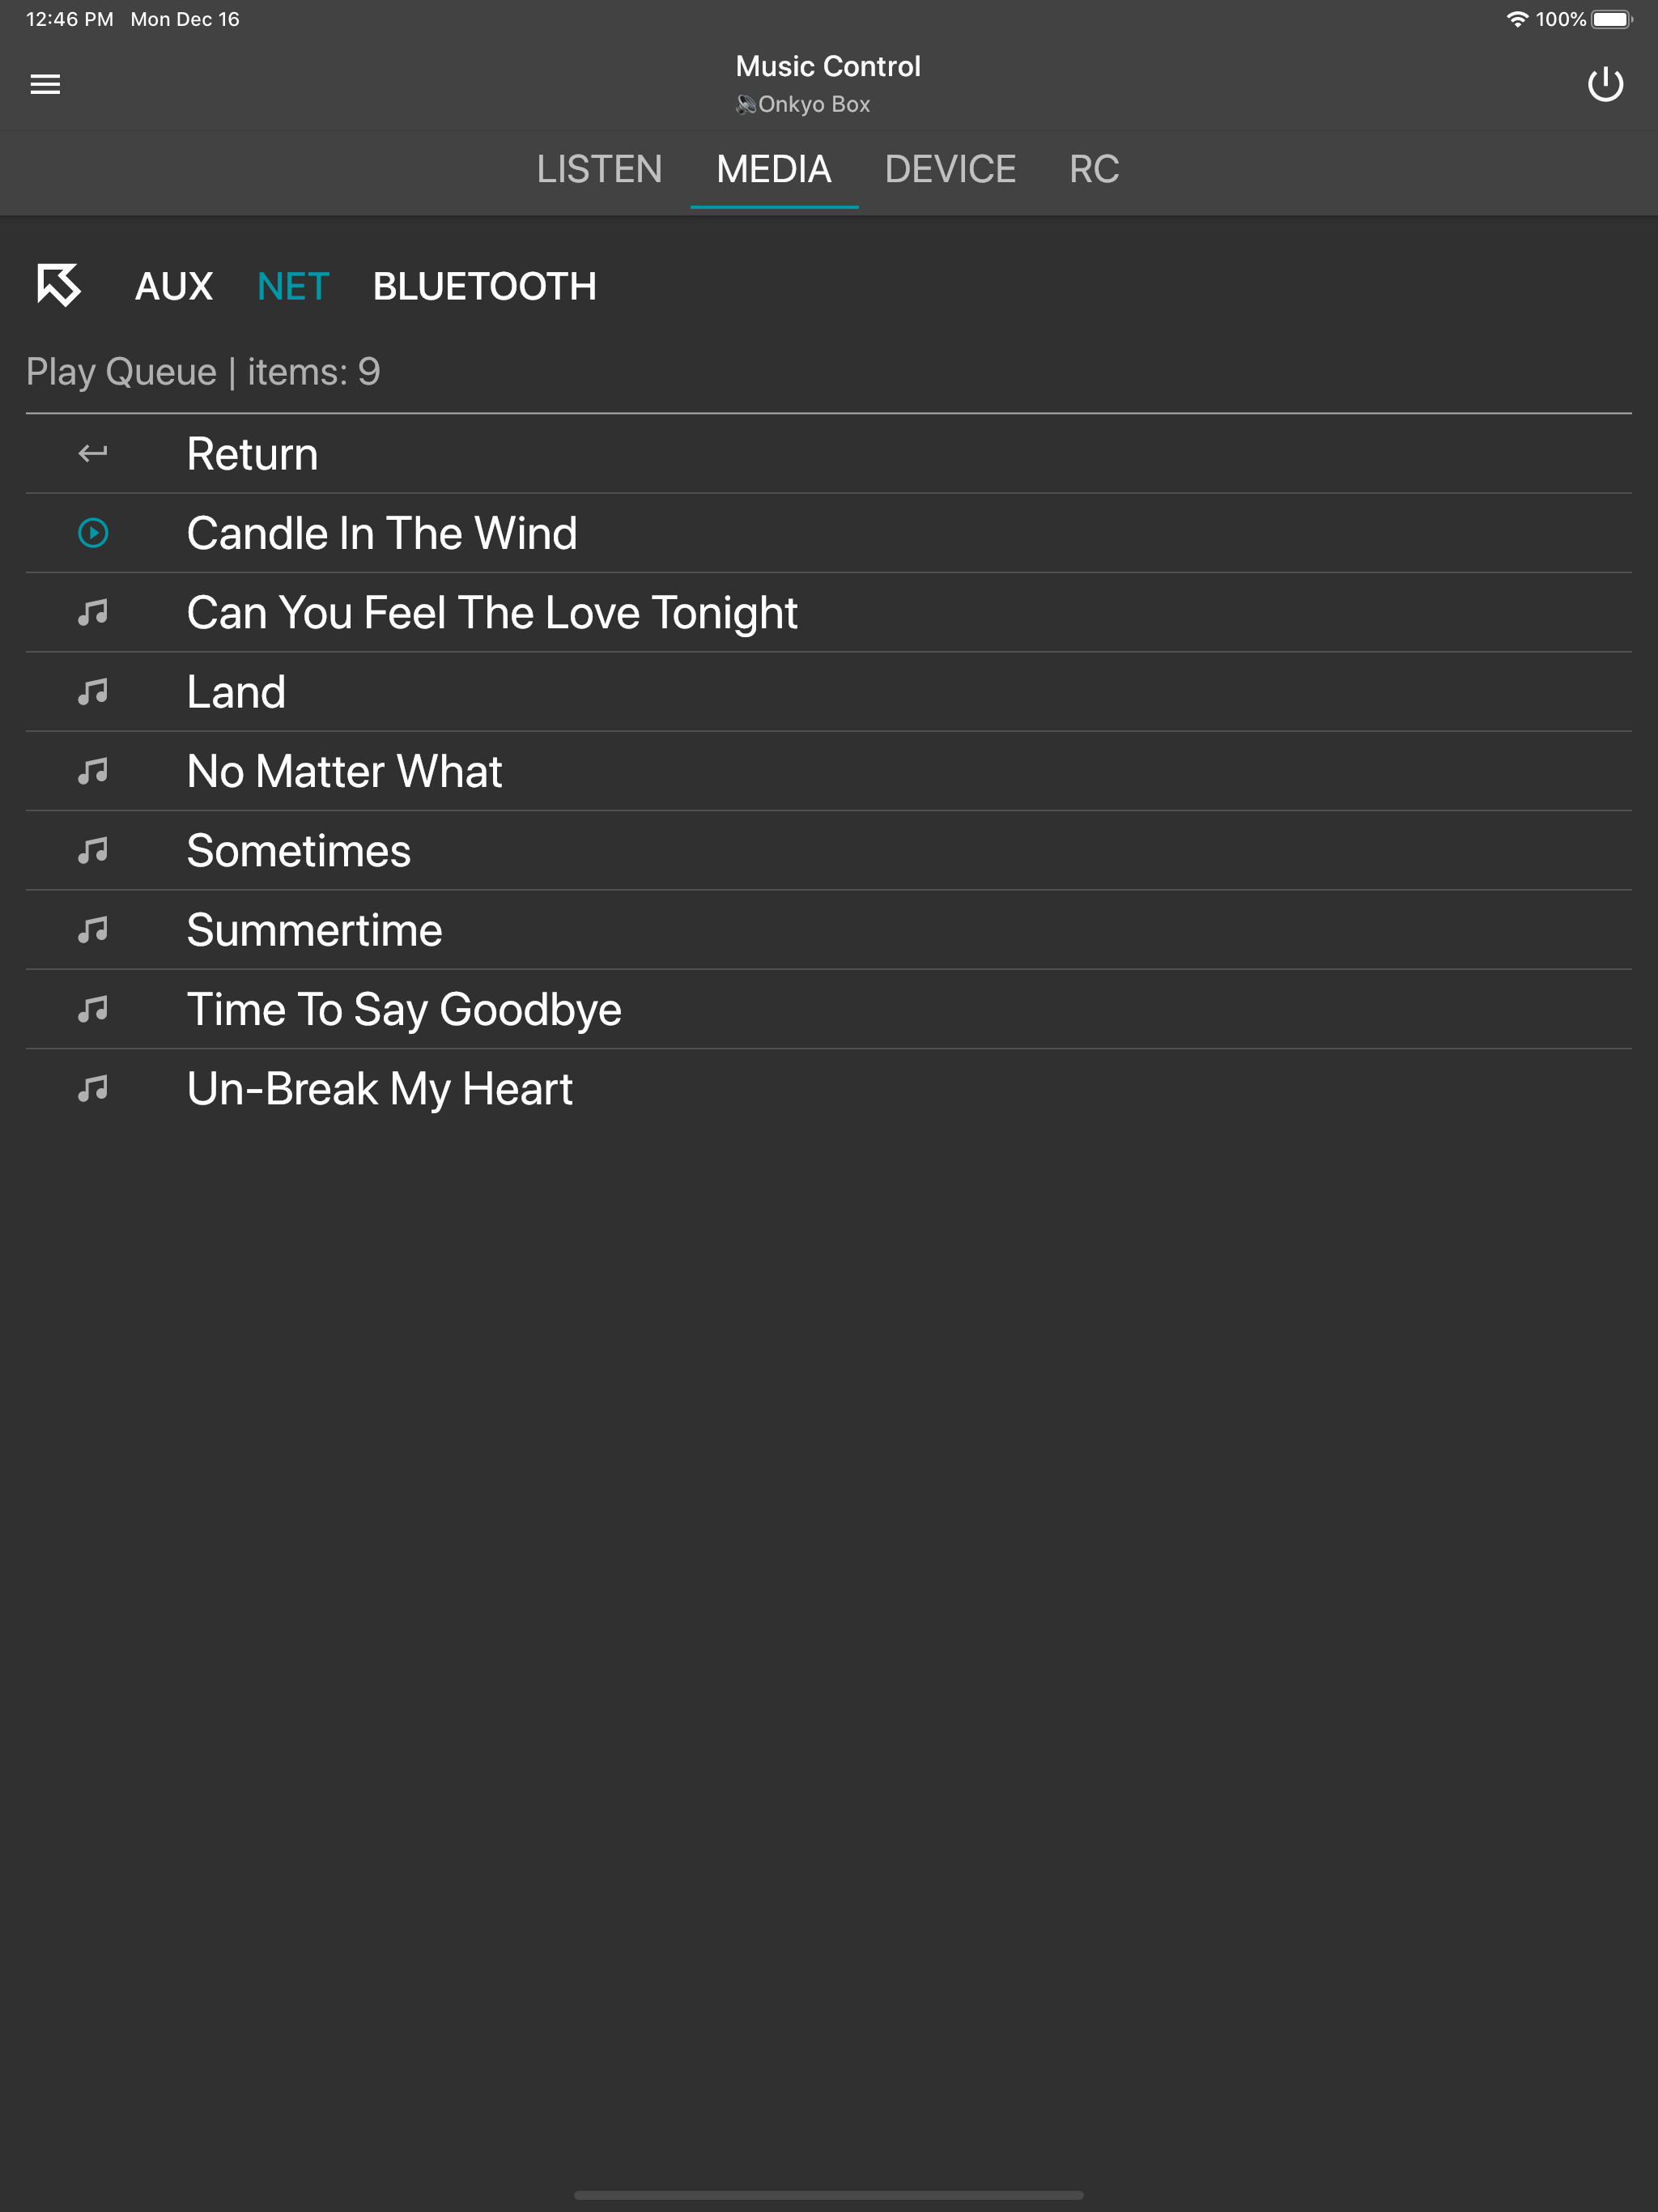 12:46 PM Mon Dec 16 100%
Music Control
Onkyo Box
LISTEN MEDIA DEVICE RC
AUX NET BLUETOOTH
Play Queue | items: 9
Return
Candle In The Wind
Can You Feel The Love Tonight
Land
No Matter What
Sometimes
Summertime
Time To Say Goodbye
Un-Break My Heart